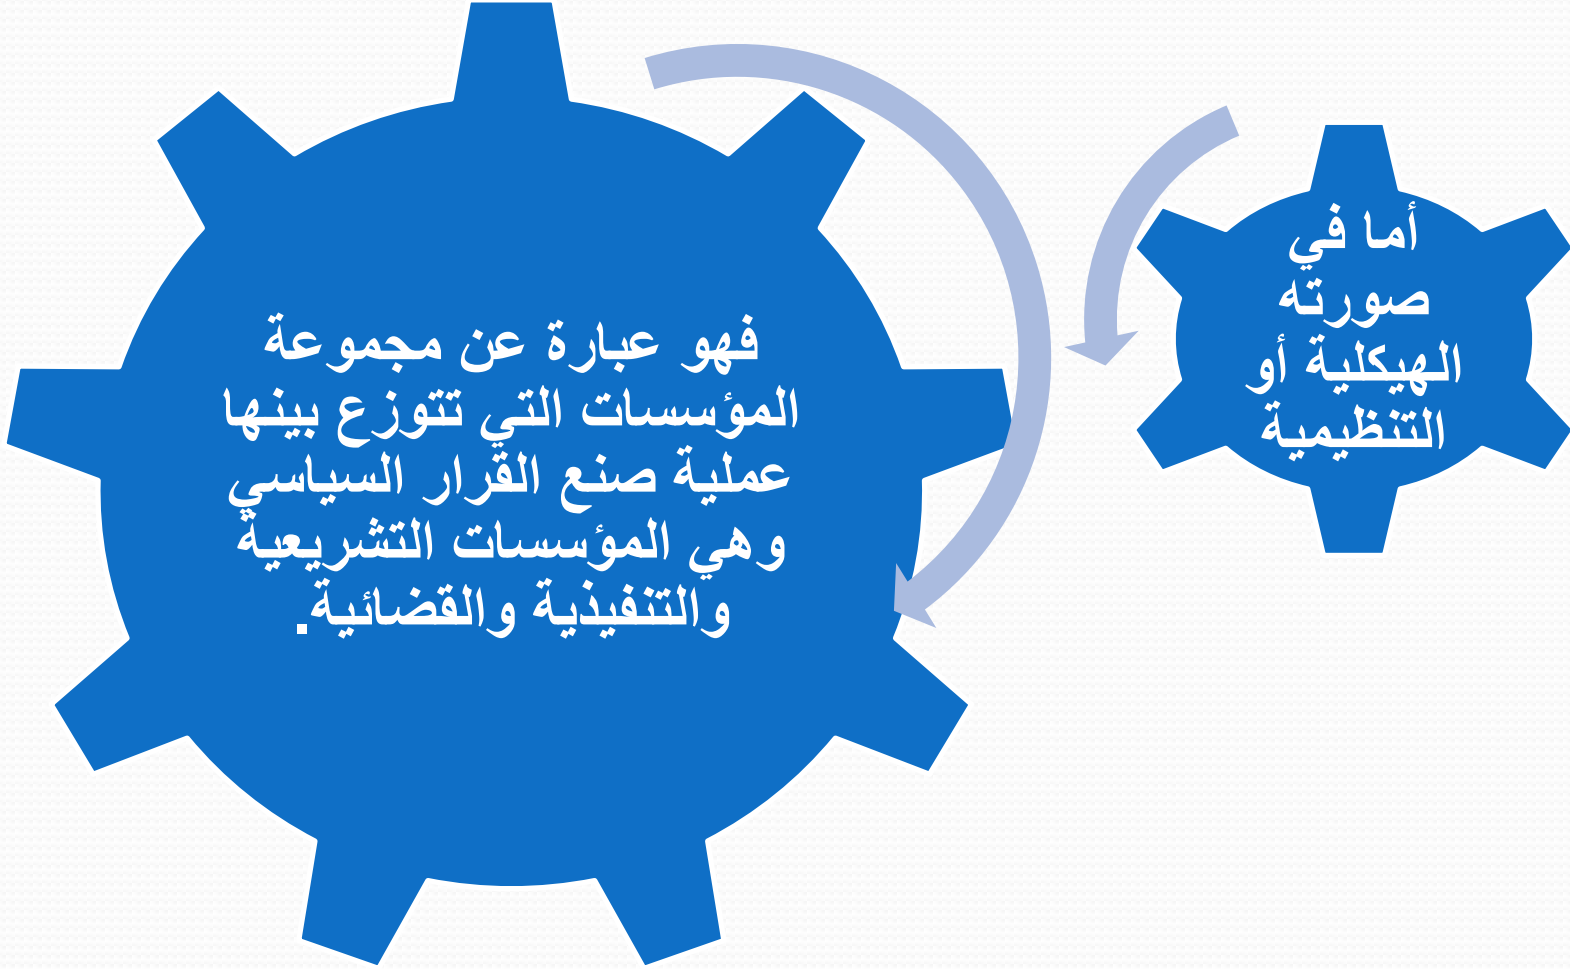 أما في
صورته
الهيكلية أو
التنظيمية
فهو عبارة عن مجموعة
المؤسسات التي تتوزع بينها
عملية صنع القرار السياسي
وهي المؤسسات التشريعية
والتنفيذية والقضائية.